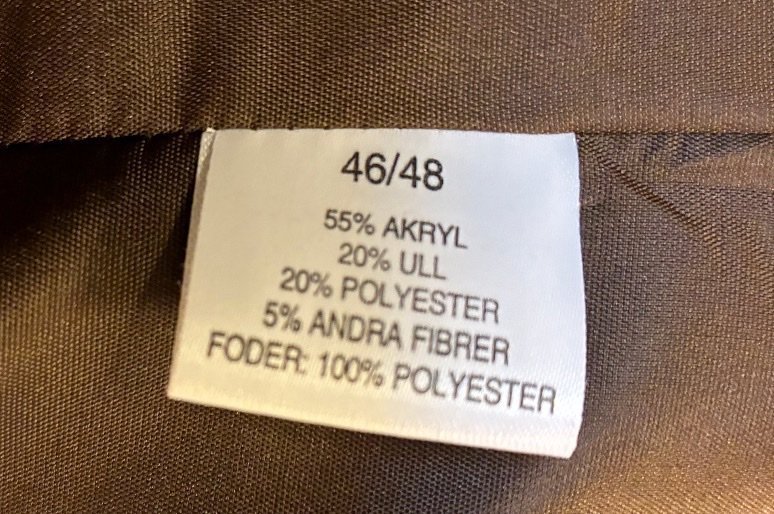 46/48
55% AKRYL
20% ULL
20% POLYESTER
5% ANDRA FIBRER
FODER: 100% POLYESTER